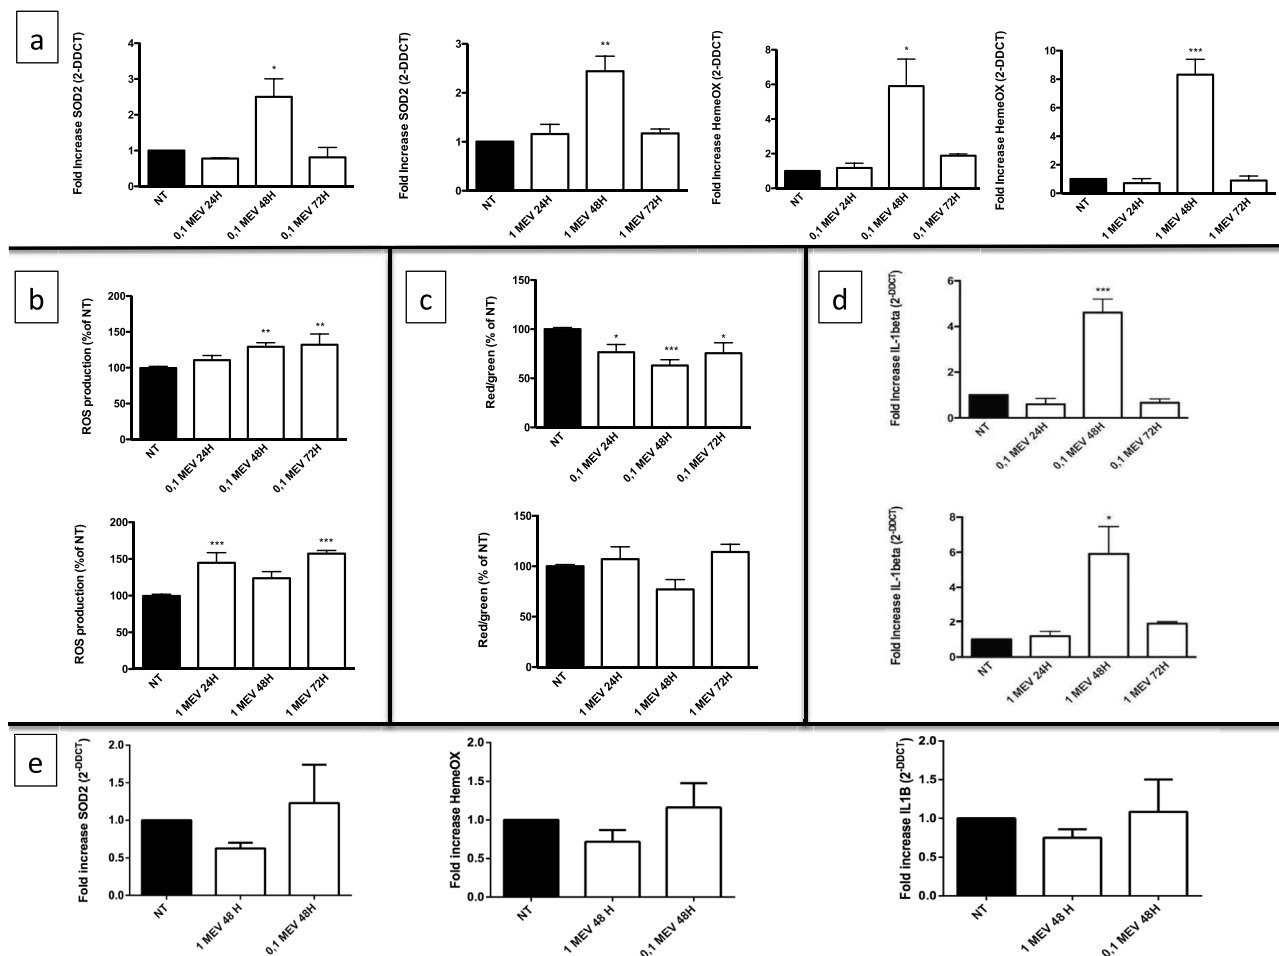 a
Fold Increase SOD2 (2-DDCT)
4
3
2
1
0
*
NT
0,1 MEV 24H
0,1 MEV 48H
0,1 MEV 72H
Fold Increase SOD2 (2-DDCT)
3
2
1
0
**
NT
1 MEV 24H
1 MEV 48H
1 MEV 72H
Fold Increase HemeOX (2-DDCT)
8
6
4
2
0
*
NT
0,1 MEV 24H
0,1 MEV 48H
0,1 MEV 72H
Fold Increase HemeOX (2-DDCT)
10
8
6
4
2
0
***
NT
1 MEV 24H
1 MEV 48H
1 MEV 72H
b
ROS production (%of NT)
200
150
100
50
0
**
**
NT
0,1 MEV 24H
0,1 MEV 48H
0,1 MEV 72H
ROS production (%of NT)
200
150
100
50
0
***
***
NT
1 MEV 24H
1 MEV 48H
1 MEV 72H
c
Red/green (% of NT)
150
100
50
0
*
***
*
NT
0,1 MEV 24H
0,1 MEV 48H
0,1 MEV 72H
Red/green (% of NT)
150
100
50
0
NT
1 MEV 24H
1 MEV 48H
1 MEV 72H
d
Fold Increase IL-1beta (2-DDCT)
6
4
2
0
***
NT
0,1 MEV 24H
0,1 MEV 48H
0,1 MEV 72H
Fold Increase IL-1beta (2-DDCT)
8
6
4
2
0
*
NT
1 MEV 24H
1 MEV 48H
1 MEV 72H
e
Fold increase SOD2 (2-DDCT)
2.0
1.5
1.0
0.5
0.0
NT
1 MEV 48 H
0,1 MEV 48H
Fold increase HemeOX
2.0
1.5
1.0
0.5
0.0
NT
1 MEV 48 H
0,1 MEV 48H
Fold increase IL1B (2-DDCT)
2.0
1.5
1.0
0.5
0.0
NT
1 MEV 48 H
0,1 MEV 48H